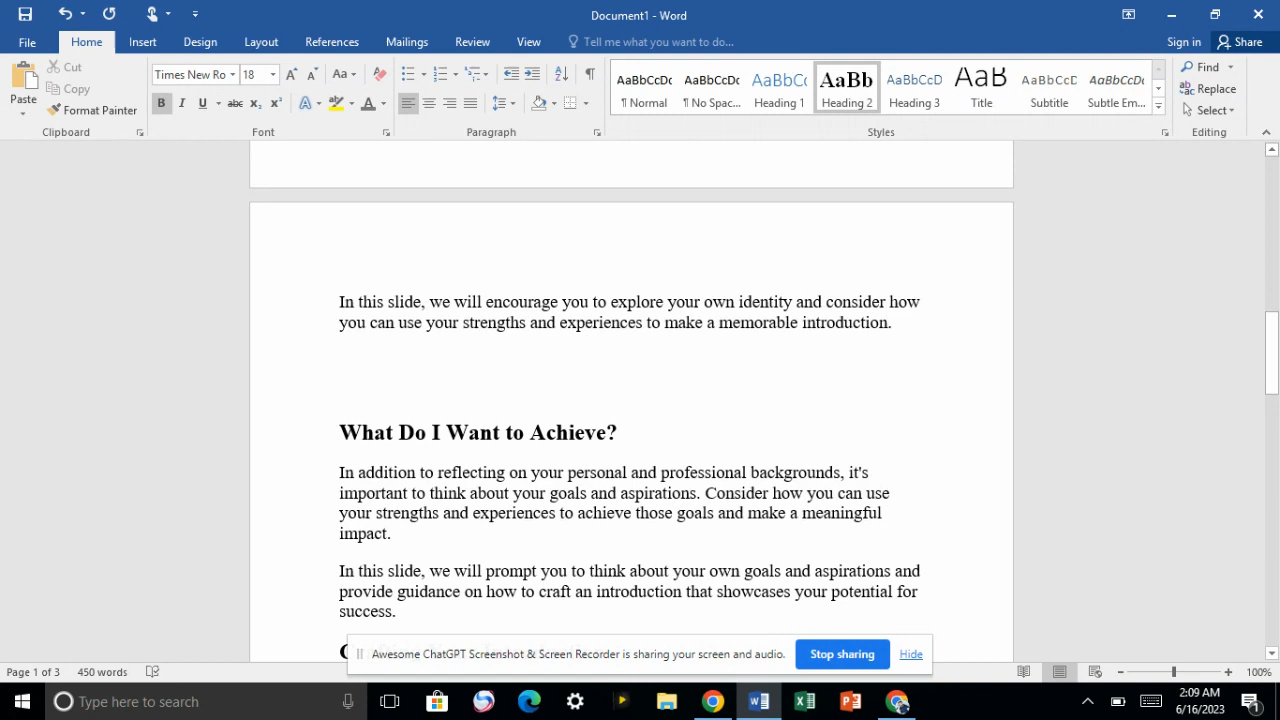 Document1 - Word
File Home Insert Design Layout References Mailings Review View Tell me what you want to do... Sign in Share
Paste Cut Copy Format Painter
Times New Ro 18 Aa
AaBbCcDc ¶ Normal
AaBbCcDc ¶ No Spac...
AaBbC Heading 1
AaBb Heading 2
AaBbCcD Heading 3
AaB Title
AaBbCcD Subtitle
AaBbCcDc Subtle Em...
Find
Replace
Select
Clipboard Font Paragraph Styles Editing
In this slide, we will encourage you to explore your own identity and consider how
you can use your strengths and experiences to make a memorable introduction.
What Do I Want to Achieve?
In addition to reflecting on your personal and professional backgrounds, it's
important to think about your goals and aspirations. Consider how you can use
your strengths and experiences to achieve those goals and make a meaningful
impact.
In this slide, we will prompt you to think about your own goals and aspirations and
provide guidance on how to craft an introduction that showcases your potential for
success.
Awesome ChatGPT Screenshot & Screen Recorder is sharing your screen and audio. Stop sharing Hide
Page 1 of 3 450 words 100%
Type here to search
2:09 AM
6/16/2023
1